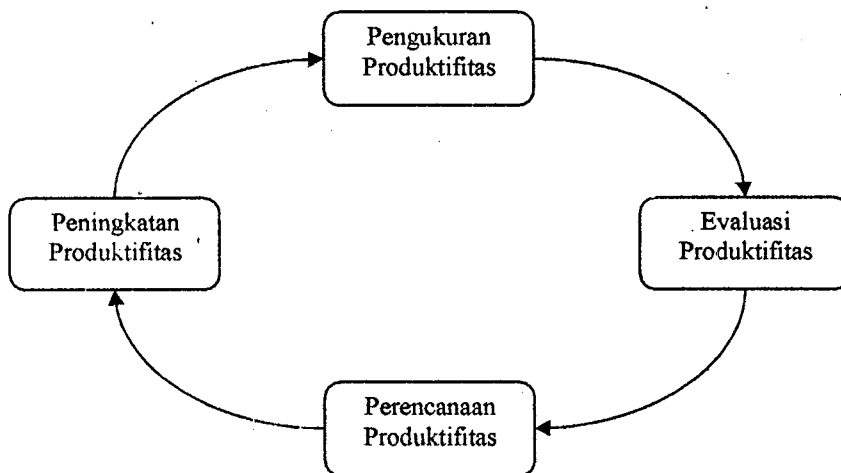 Pengukuran
Produktifitas
Peningkatan
Produktifitas
Evaluasi
Produktifitas
Perencanaan
Produktifitas